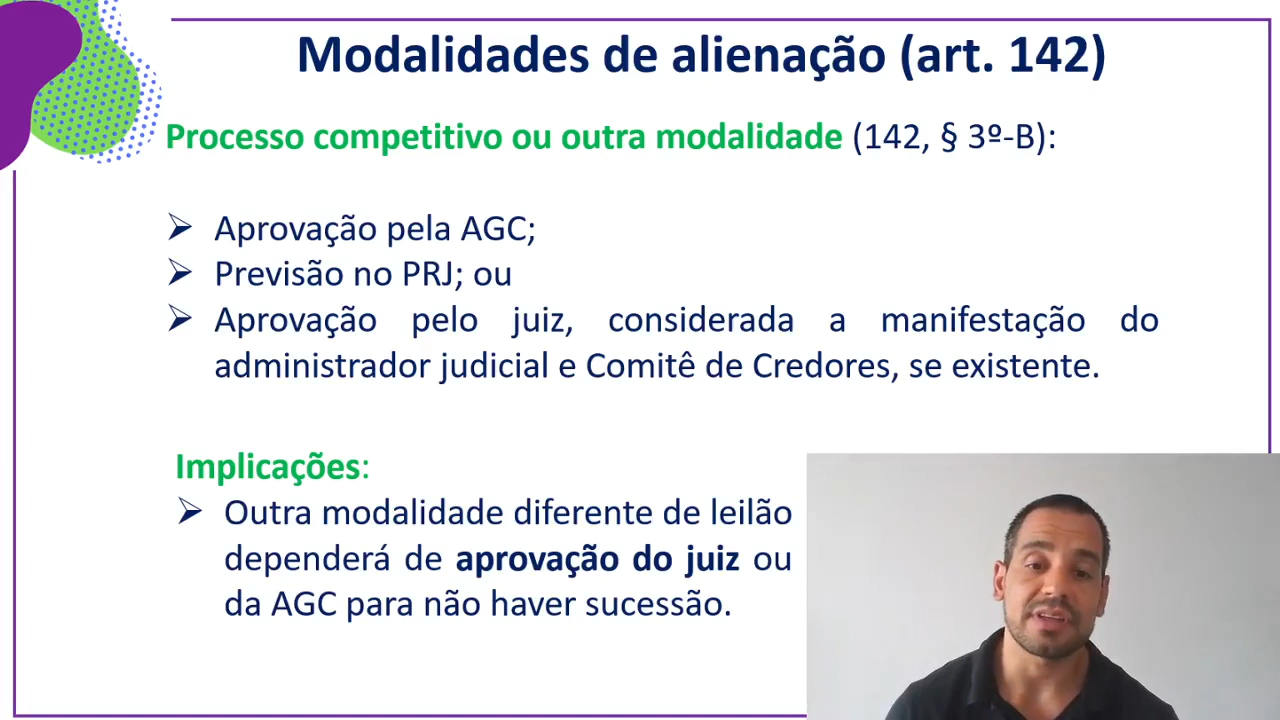 Modalidades de alienação (art. 142)
Processo competitivo ou outra modalidade (142, § 3º-B):
➢ Aprovação pela AGC;
➢ Previsão no PRJ; ou
➢ Aprovação pelo juiz, considerada a manifestação do
administrador judicial e Comitê de Credores, se existente.
Implicações:
➢ Outra modalidade diferente de leilão
dependerá de aprovação do juiz ou
da AGC para não haver sucessão.